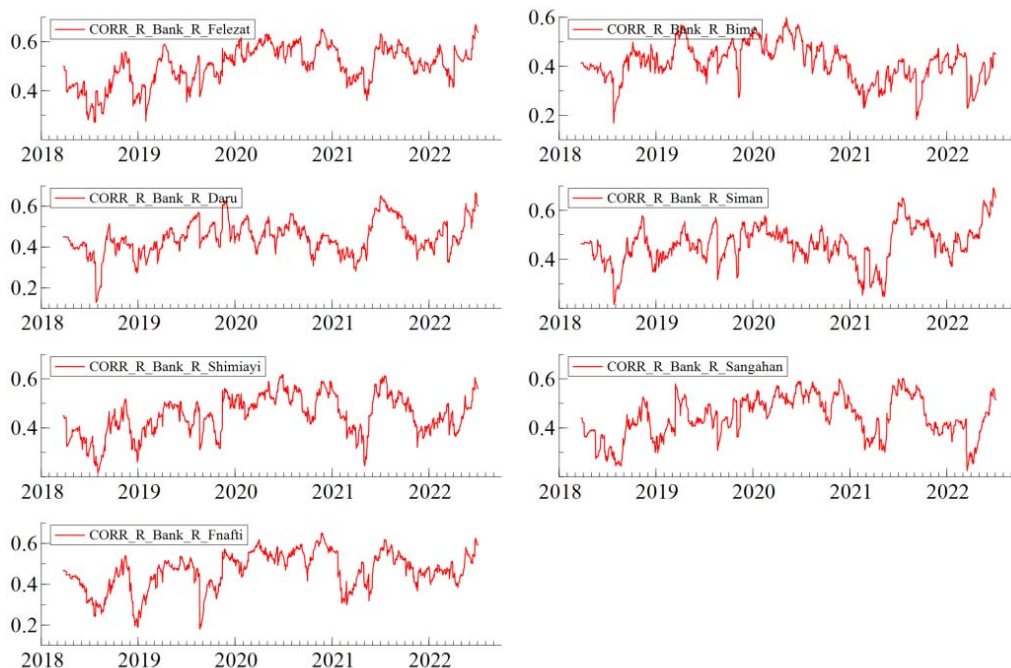 CORR_R_Bank_R_Felezat
0.6
0.4
2018 2019 2020 2021 2022
CORR_R_Bank_R_Bime
0.6
0.4
0.2
2018 2019 2020 2021 2022
CORR_R_Bank_R_Daru
0.6
0.4
0.2
2018 2019 2020 2021 2022
CORR_R_Bank_R_Siman
0.6
0.4
2018 2019 2020 2021 2022
CORR_R_Bank_R_Shimiayi
0.6
0.4
2018 2019 2020 2021 2022
CORR_R_Bank_R_Sangahan
0.6
0.4
2018 2019 2020 2021 2022
CORR_R_Bank_R_Fnafti
0.6
0.4
0.2
2018 2019 2020 2021 2022